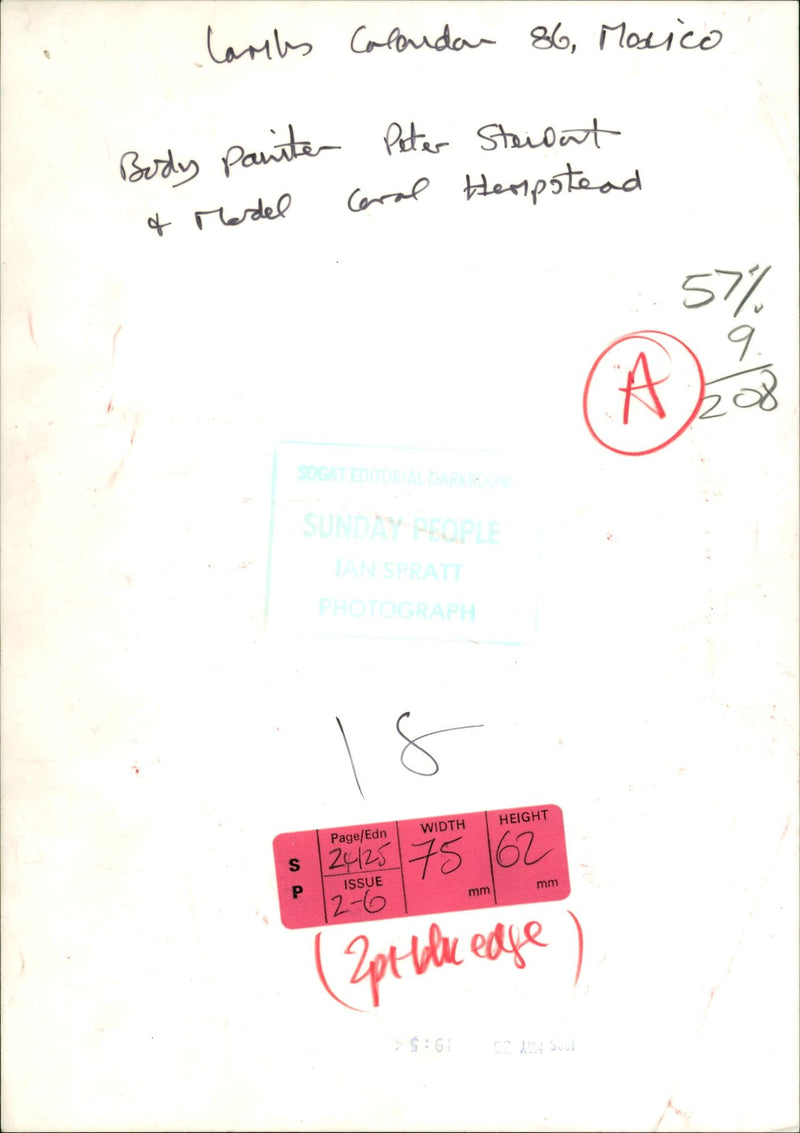 Lambs Calendar 86, Mexico
Body Painter Peter Stewart
& Model Carol Hempstead
57%
9
208
A
SOGAT EDITORIAL DARKROOM
SUNDAY PEOPLE
IAN SPRATT
PHOTOGRAPH
18
S P
Page/Edn 24/25
ISSUE 2-6
WIDTH 75 mm
HEIGHT 62 mm
(2pt blk edge)